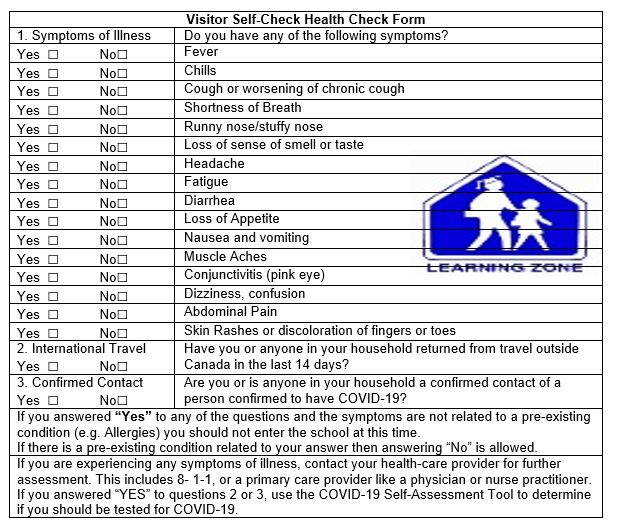 Visitor Self-Check Health Check Form
1. Symptoms of Illness Do you have any of the following symptoms?
Yes ☐ No☐ Fever
Yes ☐ No☐ Chills
Yes ☐ No☐ Cough or worsening of chronic cough
Yes ☐ No☐ Shortness of Breath
Yes ☐ No☐ Runny nose/stuffy nose
Yes ☐ No☐ Loss of sense of smell or taste
Yes ☐ No☐ Headache
Yes ☐ No☐ Fatigue
Yes ☐ No☐ Diarrhea
Yes ☐ No☐ Loss of Appetite
Yes ☐ No☐ Nausea and vomiting
Yes ☐ No☐ Muscle Aches
LEARNING ZONE
Yes ☐ No☐ Conjunctivitis (pink eye)
Yes ☐ No☐ Dizziness, confusion
Yes ☐ No☐ Abdominal Pain
Yes ☐ No☐ Skin Rashes or discoloration of fingers or toes
2. International Travel Have you or anyone in your household returned from travel outside
Yes ☐ No☐ Canada in the last 14 days?
3. Confirmed Contact Are you or is anyone in your household a confirmed contact of a
Yes ☐ No☐ person confirmed to have COVID-19?
If you answered “Yes” to any of the questions and the symptoms are not related to a pre-existing
condition (e.g. Allergies) you should not enter the school at this time.
If there is a pre-existing condition related to your answer then answering “No” is allowed.
If you are experiencing any symptoms of illness, contact your health-care provider for further
assessment. This includes 8- 1-1, or a primary care provider like a physician or nurse practitioner.
If you answered “YES” to questions 2 or 3, use the COVID-19 Self-Assessment Tool to determine
if you should be tested for COVID-19.